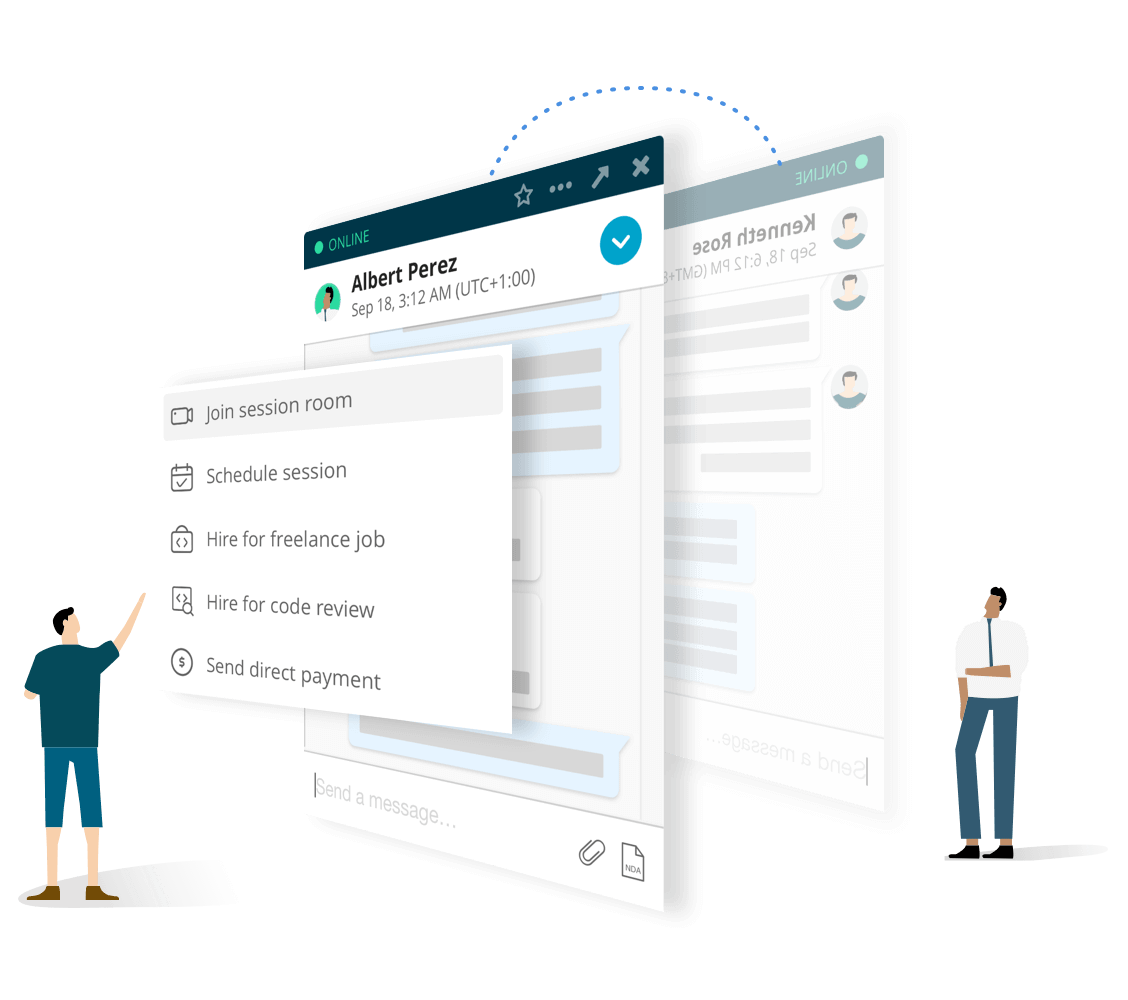 ONLINE
Albert Perez
Sep 18, 3:12 AM (UTC+1:00)
Join session room
Schedule session
Hire for freelance job
Hire for code review
Send direct payment
Send a message...
NDA
ONLINE
Kenneth Rose
Sep 18, 6:12 PM (GMT+8
Send a message...